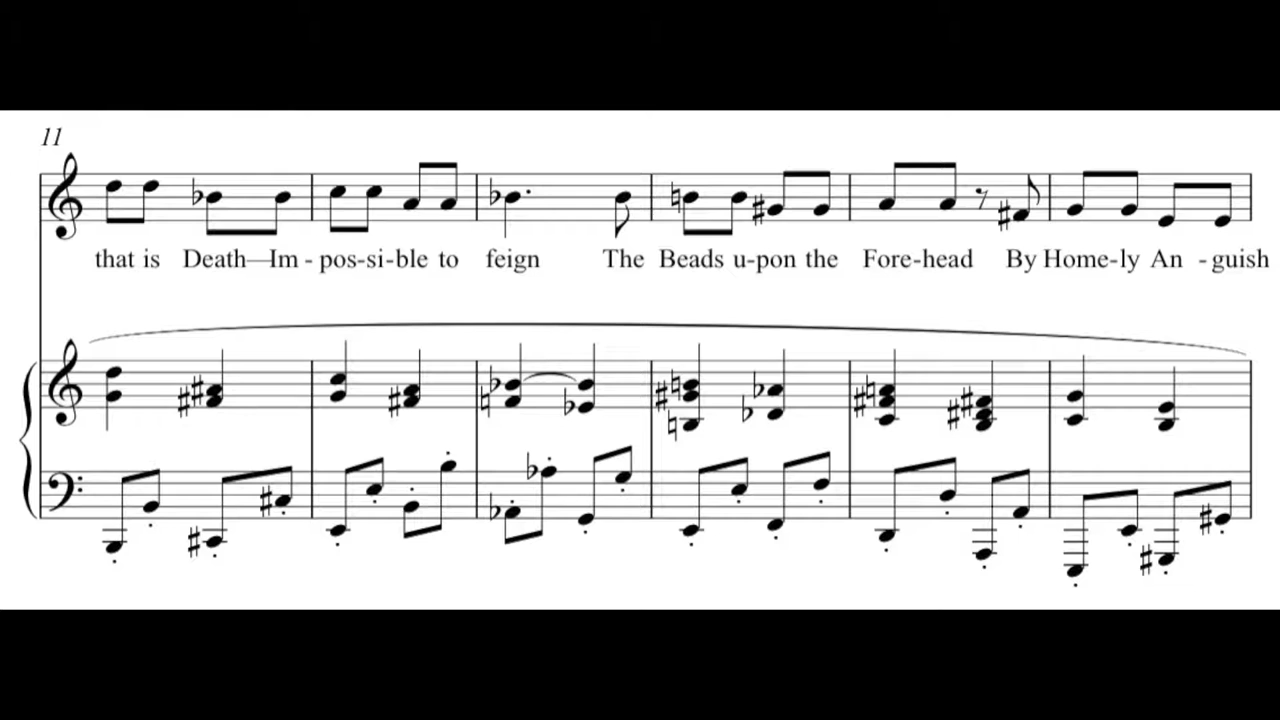 11
that is Death—Im - pos-si-ble to feign The Beads u-pon the Fore-head By Home-ly An - guish